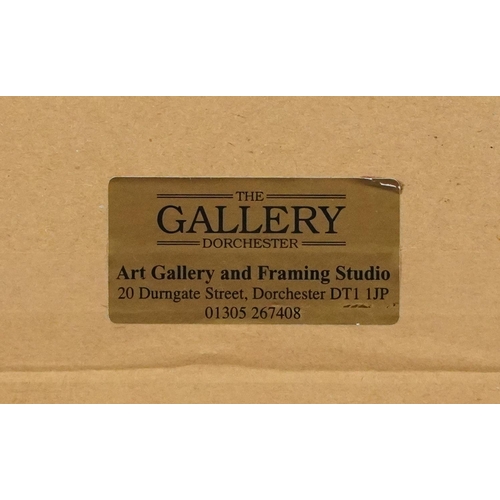 THE
GALLERY
DORCHESTER
Art Gallery and Framing Studio
20 Durngate Street, Dorchester DT1 1JP
01305 267408